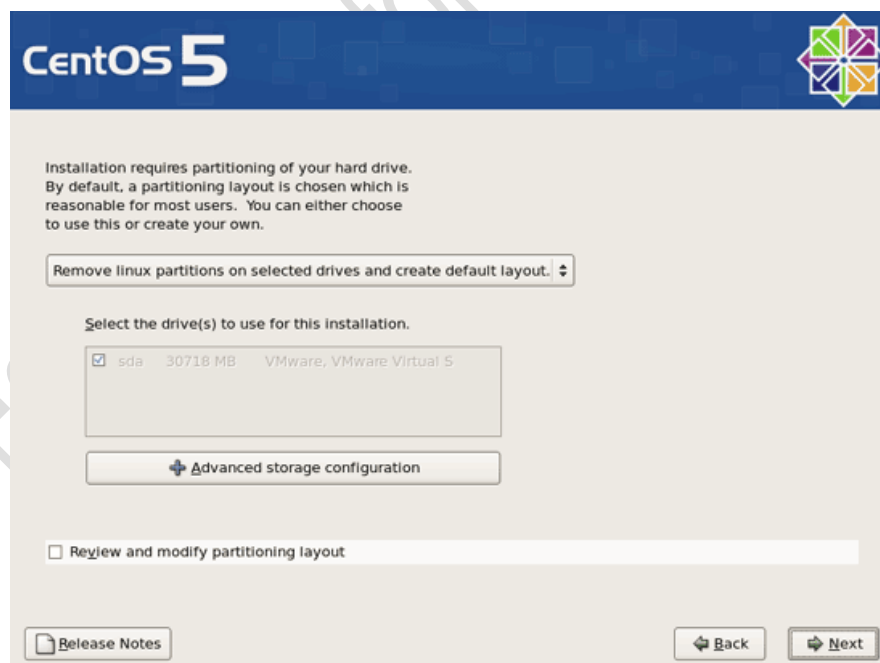 CentOS 5
Installation requires partitioning of your hard drive.
By default, a partitioning layout is chosen which is
reasonable for most users. You can either choose
to use this or create your own.
Remove linux partitions on selected drives and create default layout.
Select the drive(s) to use for this installation.
sda 30718 MB VMware, VMware Virtual S
Advanced storage configuration
Review and modify partitioning layout
Release Notes
Back
Next